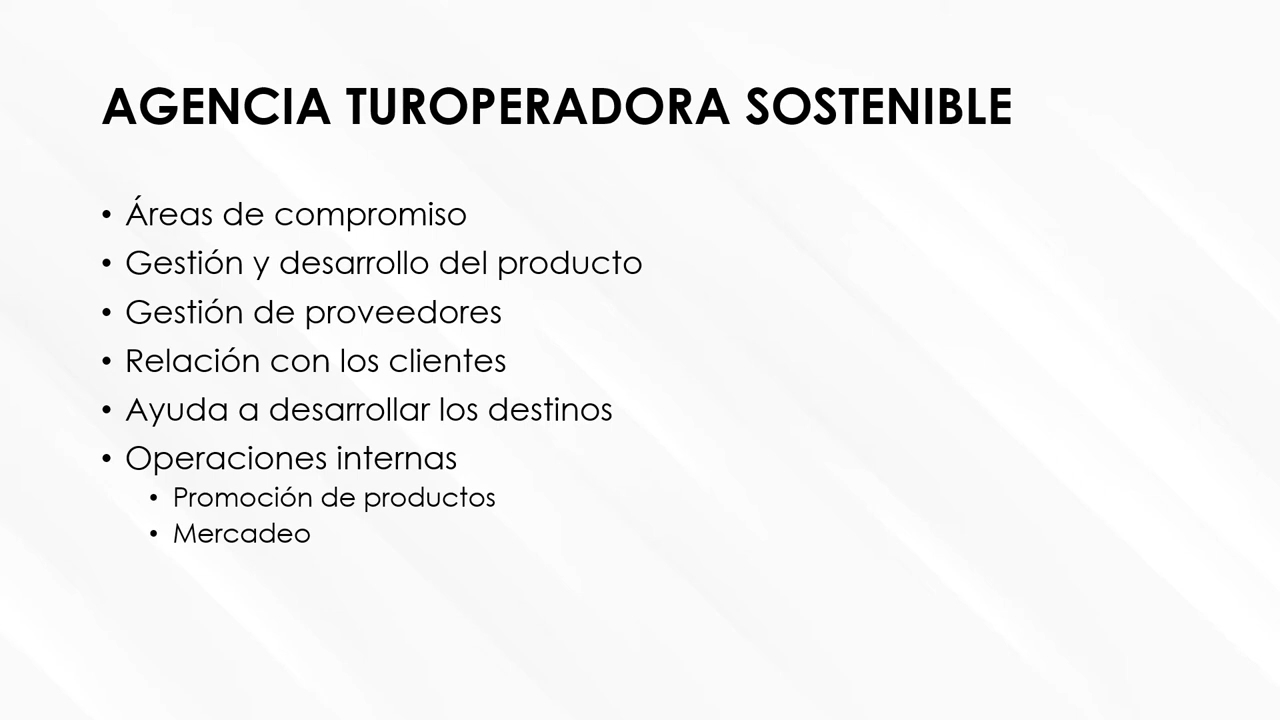 AGENCIA TUROPERADORA SOSTENIBLE
• Áreas de compromiso
• Gestión y desarrollo del producto
• Gestión de proveedores
• Relación con los clientes
• Ayuda a desarrollar los destinos
• Operaciones internas
• Promoción de productos
• Mercadeo